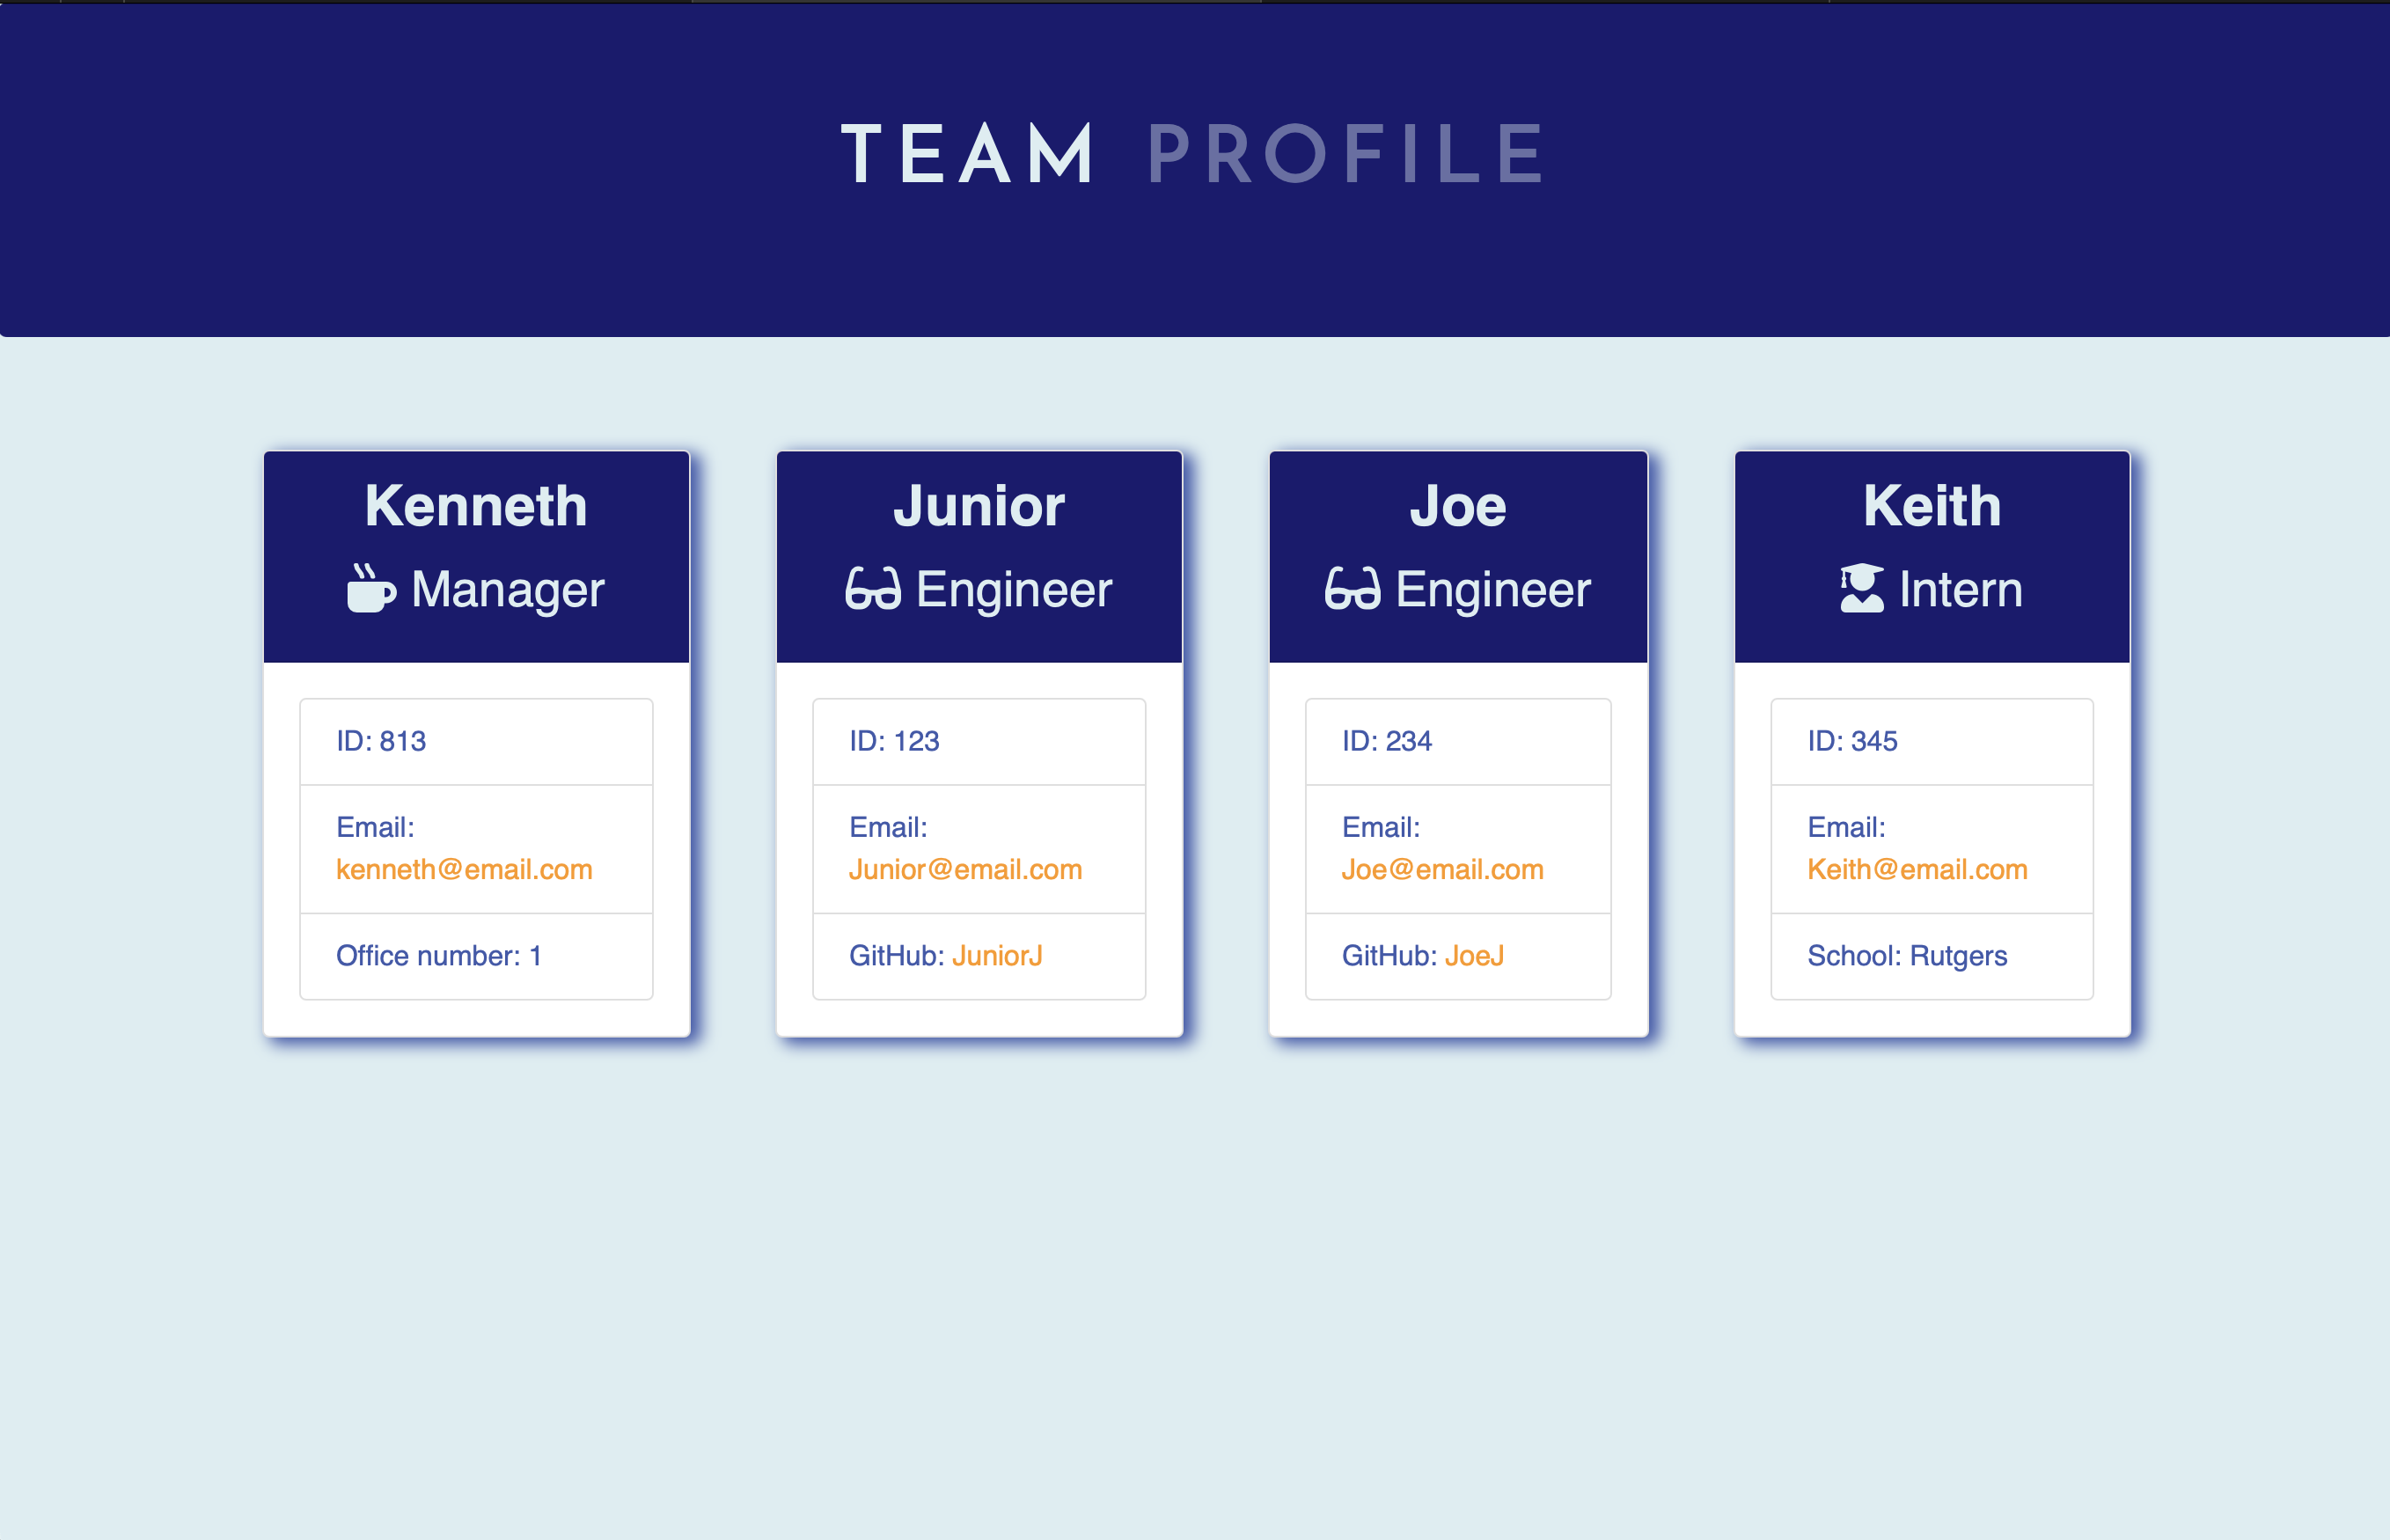 TEAM PROFILE
Kenneth
Manager
ID: 813
Email:
kenneth@email.com
Office number: 1
Junior
Engineer
ID: 123
Email:
Junior@email.com
GitHub: JuniorJ
Joe
Engineer
ID: 234
Email:
Joe@email.com
GitHub: JoeJ
Keith
Intern
ID: 345
Email:
Keith@email.com
School: Rutgers